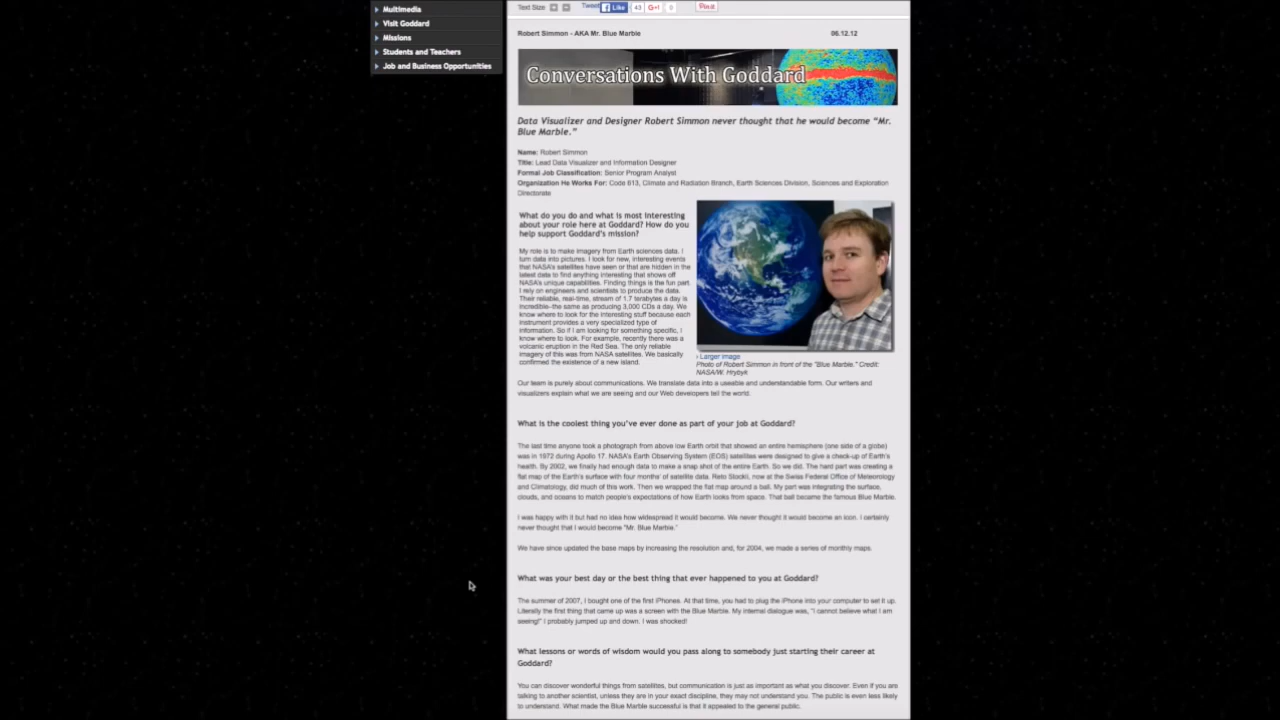 Multimedia
Visit Goddard
Missions
Students and Teachers
Job and Business Opportunities
Text Size + - Tweet Like 43 G+1 0 Pin it
Robert Simmon - AKA Mr. Blue Marble 06.12.12
Conversations With Goddard
Data Visualizer and Designer Robert Simmon never thought that he would become “Mr.
Blue Marble.”
Name: Robert Simmon
Title: Lead Data Visualizer and Information Designer
Formal Job Classification: Senior Program Analyst
Organization He Works For: Code 613, Climate and Radiation Branch, Earth Sciences Division, Sciences and Exploration
Directorate
What do you do and what is most interesting
about your role here at Goddard? How do you
help support Goddard’s mission?
My role is to make imagery from Earth sciences data. I
turn data into pictures. I look for new, interesting events
that NASA’s satellites have seen or that are hidden in the
latest data to find anything interesting that shows off
NASA’s unique capabilities. Finding things is the fun part.
I rely on engineers and scientists to produce the data.
Their reliable, real-time, stream of 1.7 terabytes a day is
incredible–the same as producing 3,000 CDs a day. We
know where to look for the interesting stuff because each
instrument provides a very specialized type of
information. So if I am looking for something specific, I
know where to look. For example, recently there was a
volcanic eruption in the Red Sea. The only reliable
imagery of this was from NASA satellites. We basically
confirmed the existence of a new island.
› Larger image
Photo of Robert Simmon in front of the "Blue Marble." Credit:
NASA/W. Hrybyk
Our team is purely about communications. We translate data into a useable and understandable form. Our writers and
visualizers explain what we are seeing and our Web developers tell the world.
What is the coolest thing you’ve ever done as part of your job at Goddard?
The last time anyone took a photograph from above low Earth orbit that showed an entire hemisphere (one side of a globe)
was in 1972 during Apollo 17. NASA’s Earth Observing System (EOS) satellites were designed to give a check-up of Earth’s
health. By 2002, we finally had enough data to make a snap shot of the entire Earth. So we did. The hard part was creating a
flat map of the Earth’s surface with four months’ of satellite data. Reto Stockli, now at the Swiss Federal Office of Meteorology
and Climatology, did much of this work. Then we wrapped the flat map around a ball. My part was integrating the surface,
clouds, and oceans to match people’s expectations of how Earth looks from space. That ball became the famous Blue Marble.
I was happy with it but had no idea how widespread it would become. We never thought it would become an icon. I certainly
never thought that I would become “Mr. Blue Marble.”
We have since updated the base maps by increasing the resolution and, for 2004, we made a series of monthly maps.
What was your best day or the best thing that ever happened to you at Goddard?
The summer of 2007, I bought one of the first iPhones. At that time, you had to plug the iPhone into your computer to set it up.
Literally the first thing that came up was a screen with the Blue Marble. My internal dialogue was, “I cannot believe what I am
seeing!” I probably jumped up and down. I was shocked!
What lessons or words of wisdom would you pass along to somebody just starting their career at
Goddard?
You can discover wonderful things from satellites, but communication is just as important as what you discover. Even if you are
talking to another scientist, unless they are in your exact discipline, they may not understand you. The public is even less likely
to understand. What made the Blue Marble successful is that it appealed to the general public.